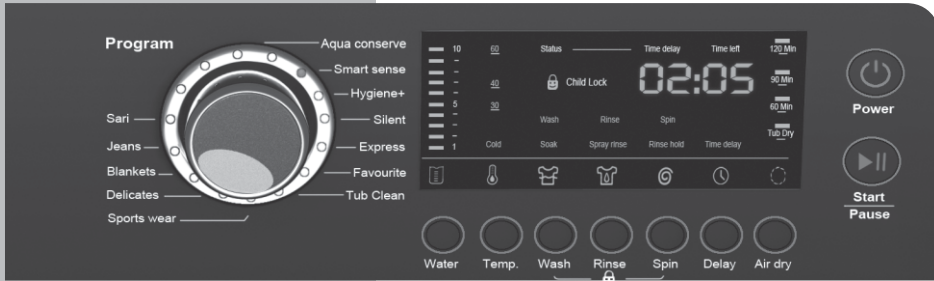 Program
Aqua conserve
Smart sense
Hygiene+
Silent
Express
Favourite
Tub Clean
Sari
Jeans
Blankets
Delicates
Sports wear
10 60 Status Time delay Time left 120 Min
Child Lock 02:05
40 90 Min
5 30 60 Min
Wash Rinse Spin
1 Cold Soak Spray rinse Rinse hold Time delay Tub Dry
Water Temp. Wash Rinse Spin Delay Air dry
Power
Start
Pause